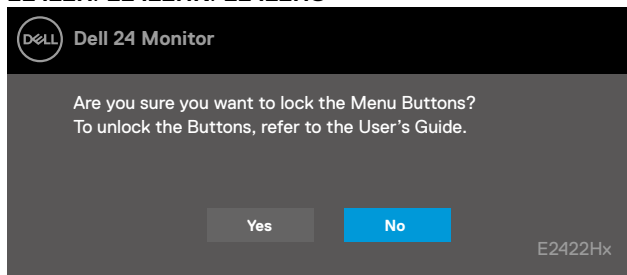 DELL Dell 24 Monitor
Are you sure you want to lock the Menu Buttons?
To unlock the Buttons, refer to the User's Guide.
Yes No
E2422Hx